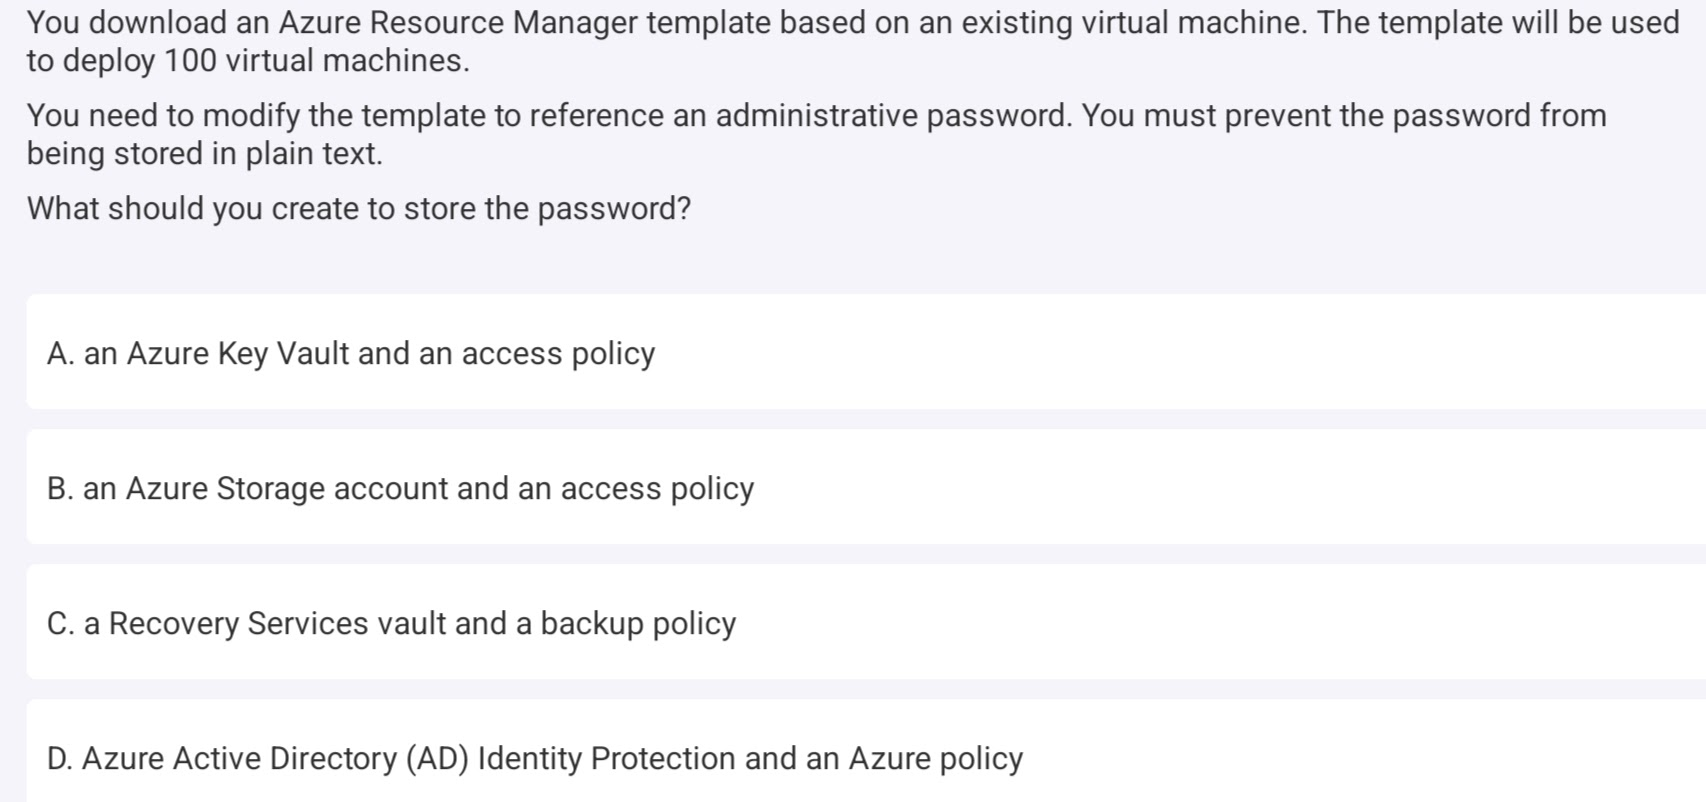 You download an Azure Resource Manager template based on an existing virtual machine. The template will be used
to deploy 100 virtual machines.
You need to modify the template to reference an administrative password. You must prevent the password from
being stored in plain text.
What should you create to store the password?
A. an Azure Key Vault and an access policy
B. an Azure Storage account and an access policy
C. a Recovery Services vault and a backup policy
D. Azure Active Directory (AD) Identity Protection and an Azure policy